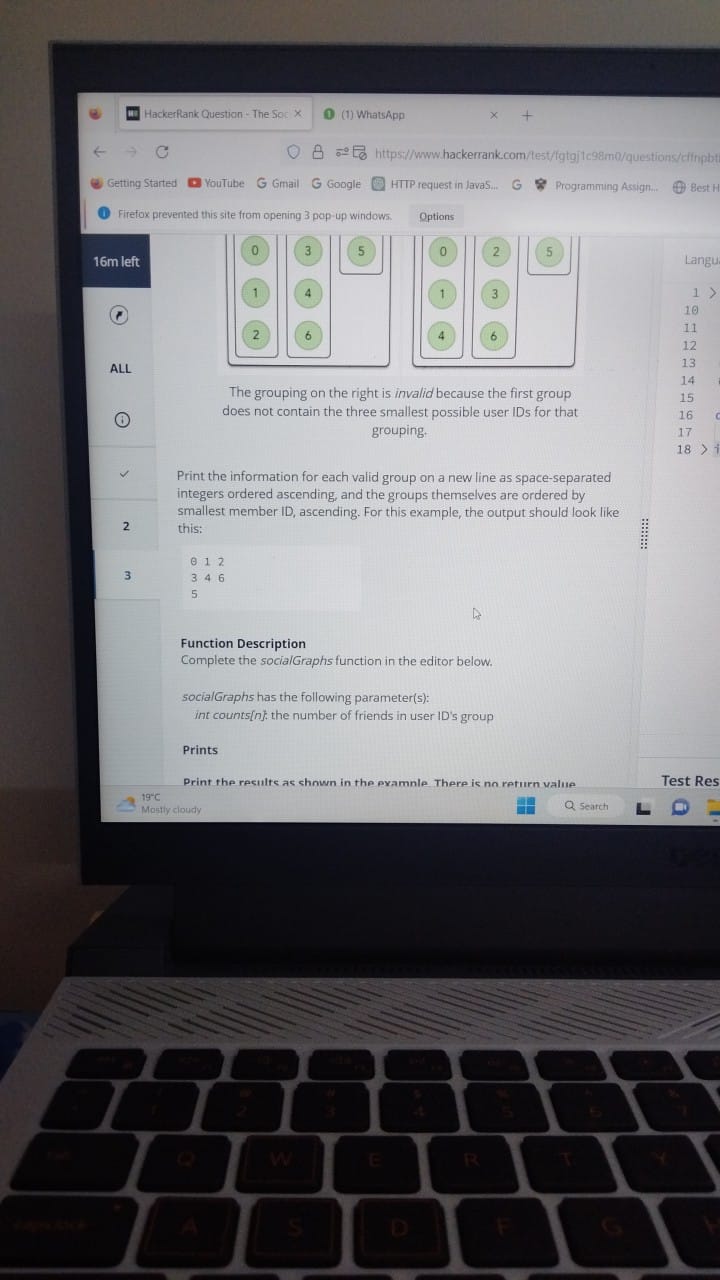 HackerRank Question - The Soc
(1) WhatsApp
https://www.hackerrank.com/test/fgtgj1c98m0/questions/cffnpbt
Getting Started YouTube Gmail Google HTTP request in JavaS... Programming Assign... Best H
Firefox prevented this site from opening 3 pop-up windows. Options
16m left
ALL
2
3
0 3 5 0 2 5
1 4 1 3
2 6 4 6
The grouping on the right is invalid because the first group
does not contain the three smallest possible user IDs for that
grouping.
Print the information for each valid group on a new line as space-separated
integers ordered ascending, and the groups themselves are ordered by
smallest member ID, ascending. For this example, the output should look like
this:
0 1 2
3 4 6
5
Function Description
Complete the socialGraphs function in the editor below.
socialGraphs has the following parameter(s):
int counts[n]: the number of friends in user ID's group
Prints
Print the results as shown in the example. There is no return value
Langu
1
10
11
12
13
14
15
16
17
18
Test Res
19°C
Mostly cloudy
Search
1 2 3 4 5 6 7
Q W E R T Y
A S D F G H